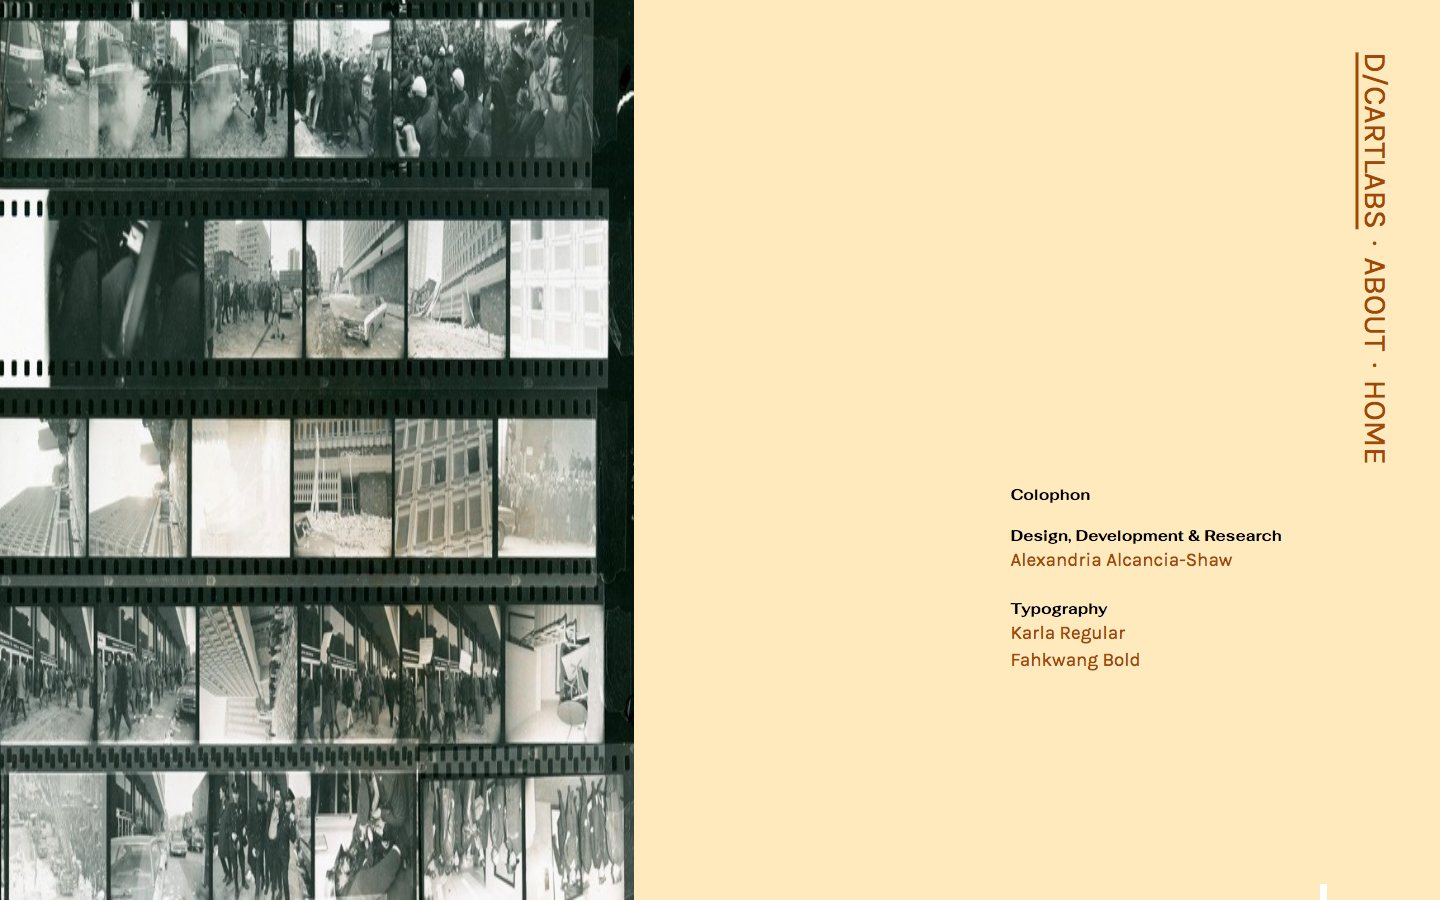 D/CARTLABS · ABOUT · HOME
Colophon
Design, Development & Research
Alexandria Alcancia-Shaw
Typography
Karla Regular
Fahkwang Bold